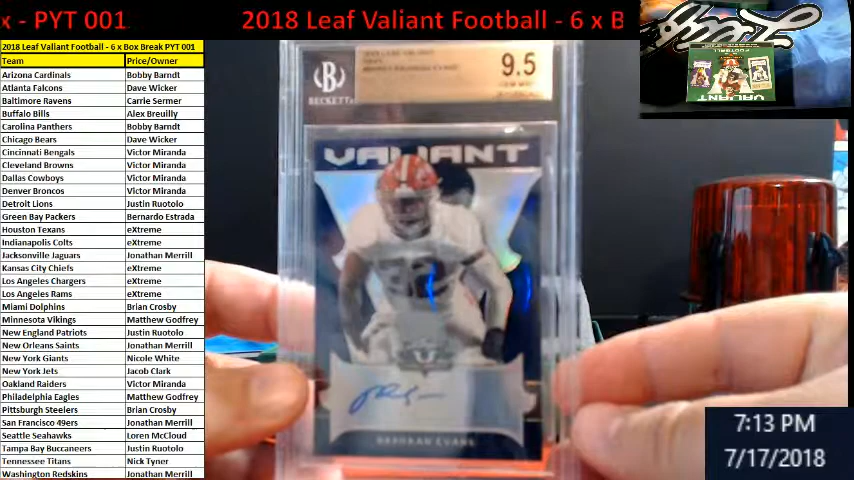 x - PYT 001
2018 Leaf Valiant Football - 6 x B
2018 Leaf Valiant Football - 6 x Box Break PYT 001
Team Price/Owner
Arizona Cardinals Bobby Barndt
Atlanta Falcons Dave Wicker
Baltimore Ravens Carrie Sermer
Buffalo Bills Alex Breuilly
Carolina Panthers Bobby Barndt
Chicago Bears Dave Wicker
Cincinnati Bengals Victor Miranda
Cleveland Browns Victor Miranda
Dallas Cowboys Victor Miranda
Denver Broncos Victor Miranda
Detroit Lions Justin Ruotolo
Green Bay Packers Bernardo Estrada
Houston Texans eXtreme
Indianapolis Colts eXtreme
Jacksonville Jaguars Jonathan Merrill
Kansas City Chiefs eXtreme
Los Angeles Chargers eXtreme
Los Angeles Rams eXtreme
Miami Dolphins Brian Crosby
Minnesota Vikings Matthew Godfrey
New England Patriots Justin Ruotolo
New Orleans Saints Jonathan Merrill
New York Giants Nicole White
New York Jets Jacob Clark
Oakland Raiders Victor Miranda
Philadelphia Eagles Matthew Godfrey
Pittsburgh Steelers Brian Crosby
San Francisco 49ers Jonathan Merrill
Seattle Seahawks Loren McCloud
Tampa Bay Buccaneers Justin Ruotolo
Tennessee Titans Nick Tyner
Washington Redskins Jonathan Merrill
B
BECKETT
9.5
VALIANT
32
RASHAAN EVANS
VALIANT
7:13 PM
7/17/2018